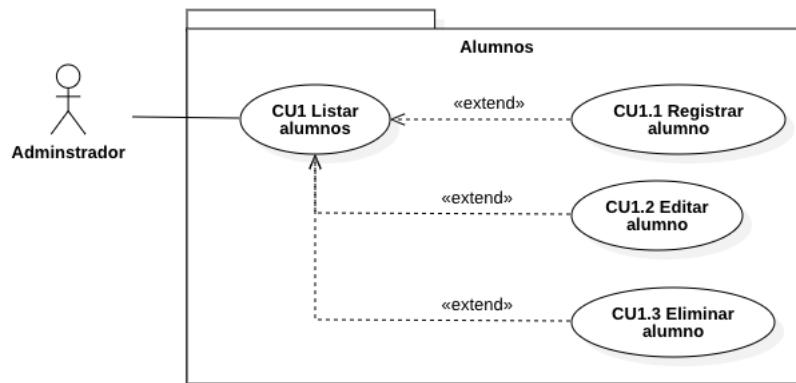 Alumnos
CU1 Listar
alumnos
«extend»
CU1.1 Registrar
alumno
Adminstrador
«extend»
CU1.2 Editar
alumno
«extend»
CU1.3 Eliminar
alumno